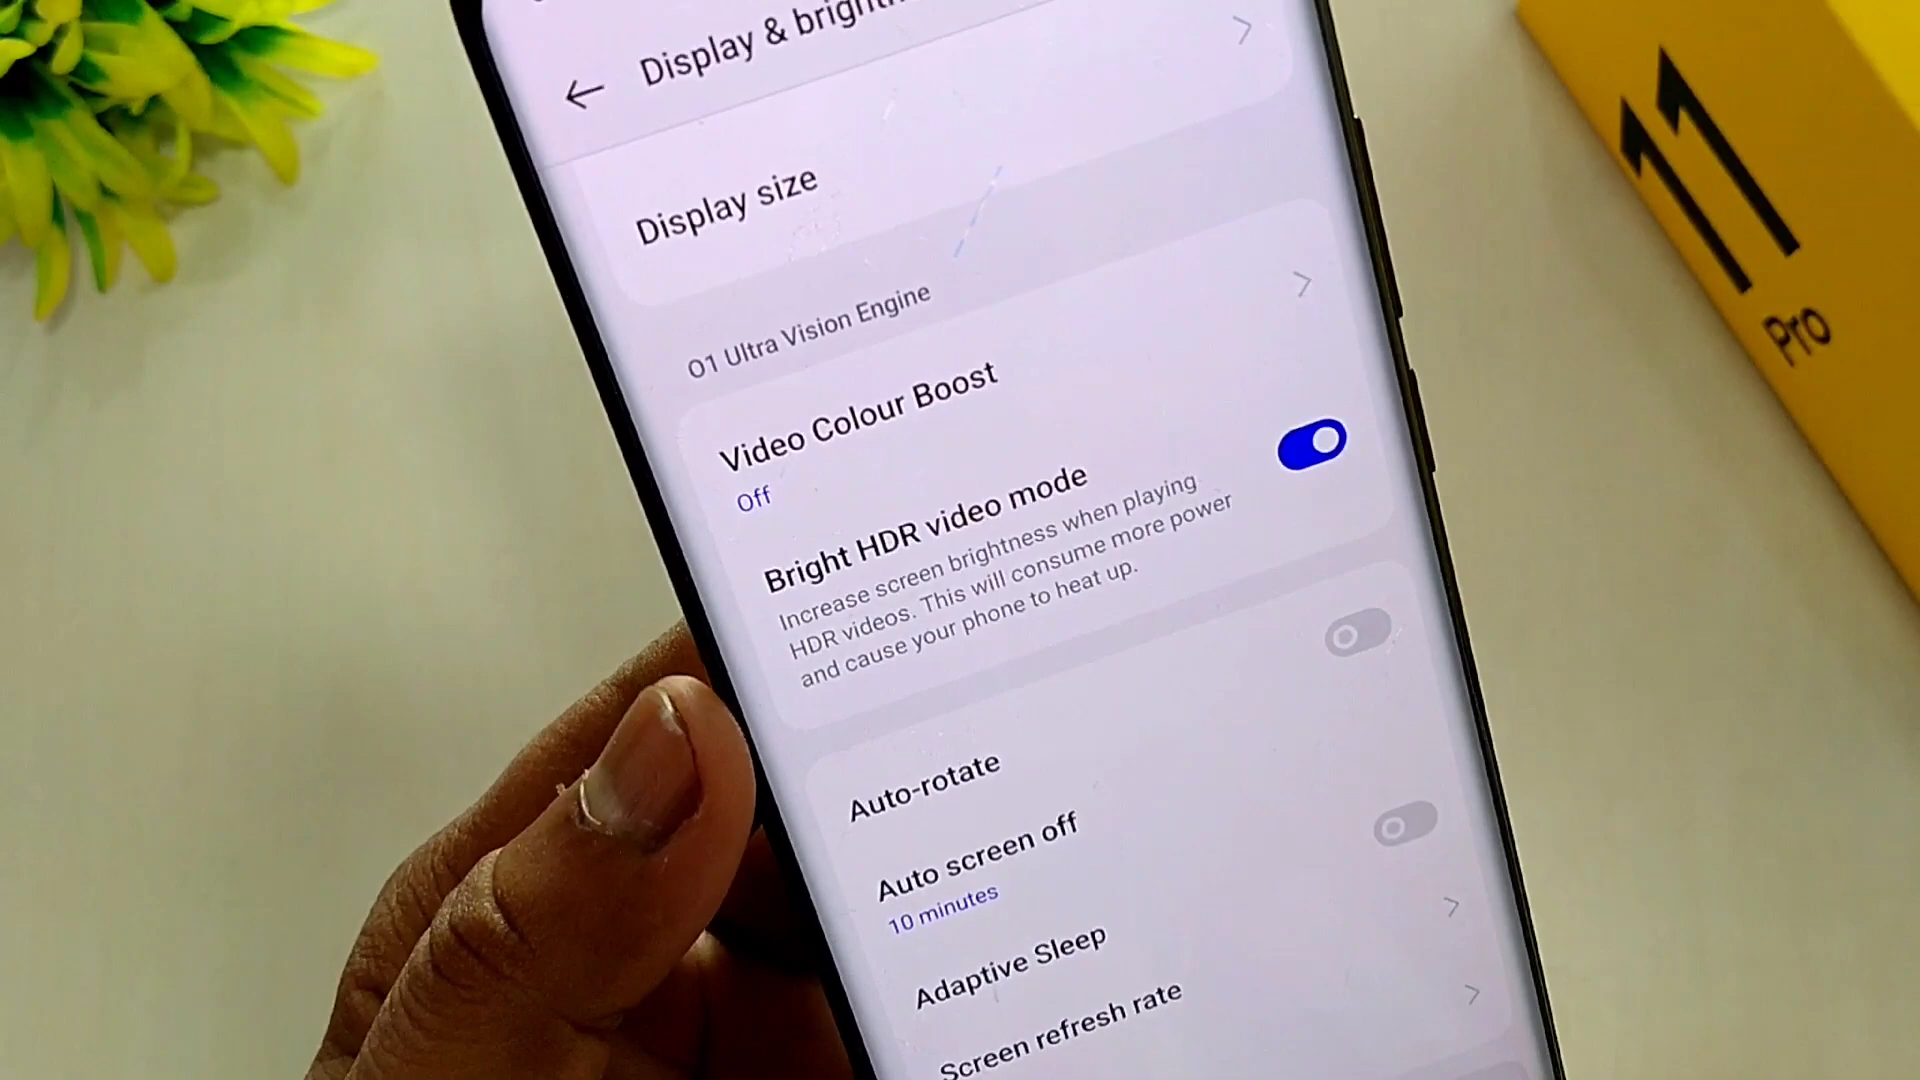 Display &
Display size
O1 Ultra Vision Engine
Video Colour Boost
Off
Bright HDR video mode
Increase screen brightness when playing
HDR videos. This will consume more power
and cause your phone to heat up.
Auto-rotate
Auto screen off
10 minutes
Adaptive Sleep
Screen refresh rate
11
Pro